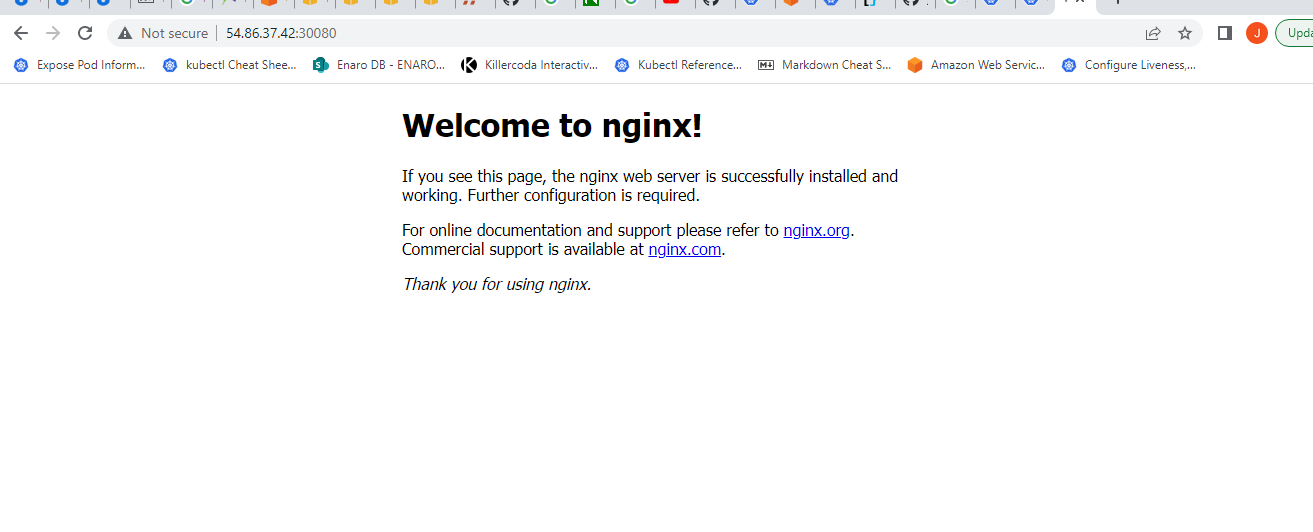 Not secure
54.86.37.42:30080
J
Expose Pod Inform...
kubectl Cheat Shee...
Enaro DB - ENARO...
Killercoda Interactiv...
Kubectl Reference...
Markdown Cheat S...
Amazon Web Servic...
Configure Liveness,...
Welcome to nginx!
If you see this page, the nginx web server is successfully installed and
working. Further configuration is required.
For online documentation and support please refer to nginx.org.
Commercial support is available at nginx.com.
Thank you for using nginx.